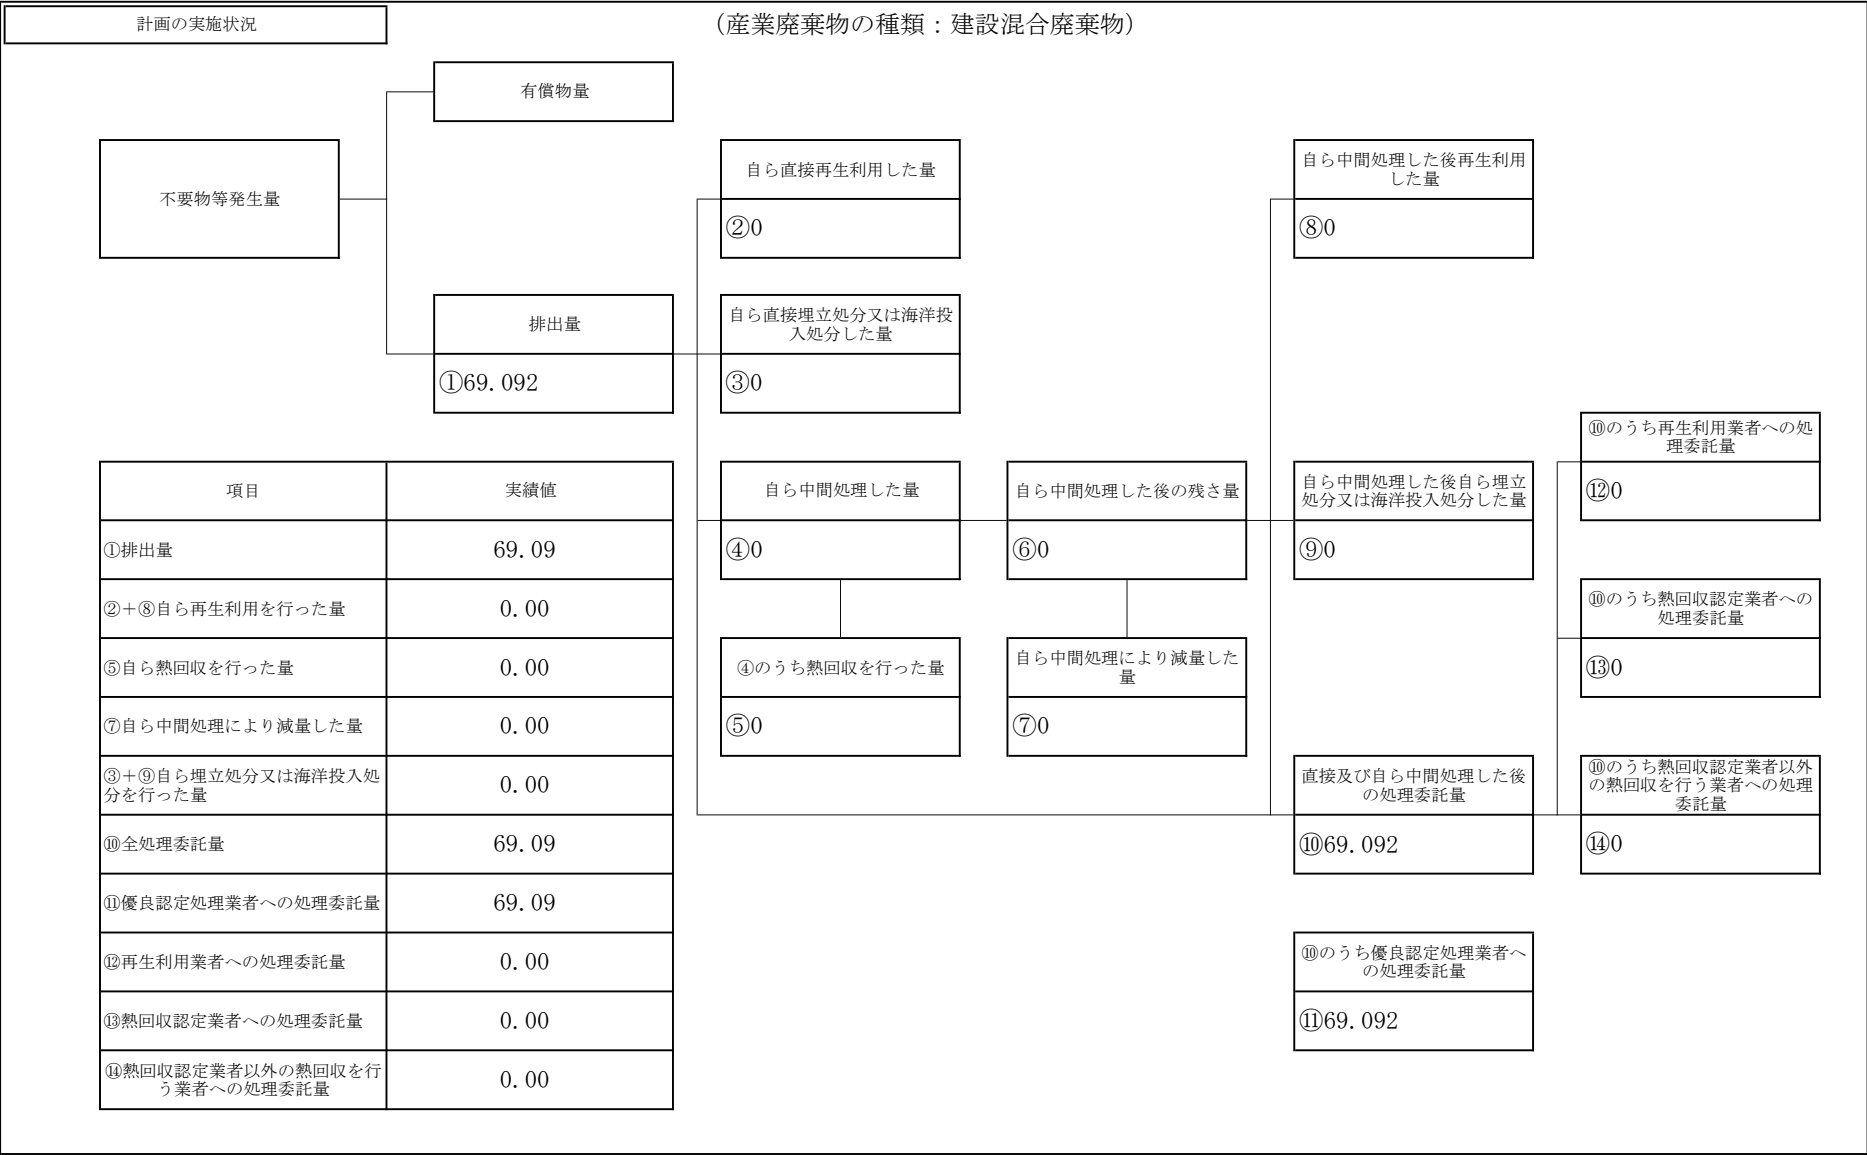 計画の実施状況
（産業廃棄物の種類：建設混合廃棄物）
有償物量
不要物等発生量
排出量
①69.092
自ら直接再生利用した量
②0
自ら直接埋立処分又は海洋投
入処分した量
③0
自ら中間処理した量
④0
④のうち熱回収を行った量
⑤0
自ら中間処理した後の残さ量
⑥0
自ら中間処理により減量した
量
⑦0
自ら中間処理した後再生利用
した量
⑧0
自ら中間処理した後自ら埋立
処分又は海洋投入処分した量
⑨0
直接及び自ら中間処理した後
の処理委託量
⑩69.092
⑩のうち優良認定処理業者へ
の処理委託量
⑪69.092
⑩のうち再生利用業者への処
理委託量
⑫0
⑩のうち熱回収認定業者への
処理委託量
⑬0
⑩のうち熱回収認定業者以外
の熱回収を行う業者への処理
委託量
⑭0
項目 実績値
①排出量 69.09
②＋⑧自ら再生利用を行った量 0.00
⑤自ら熱回収を行った量 0.00
⑦自ら中間処理により減量した量 0.00
③＋⑨自ら埋立処分又は海洋投入処
分を行った量 0.00
⑩全処理委託量 69.09
⑪優良認定処理業者への処理委託量 69.09
⑫再生利用業者への処理委託量 0.00
⑬熱回収認定業者への処理委託量 0.00
⑭熱回収認定業者以外の熱回収を行
う業者への処理委託量 0.00